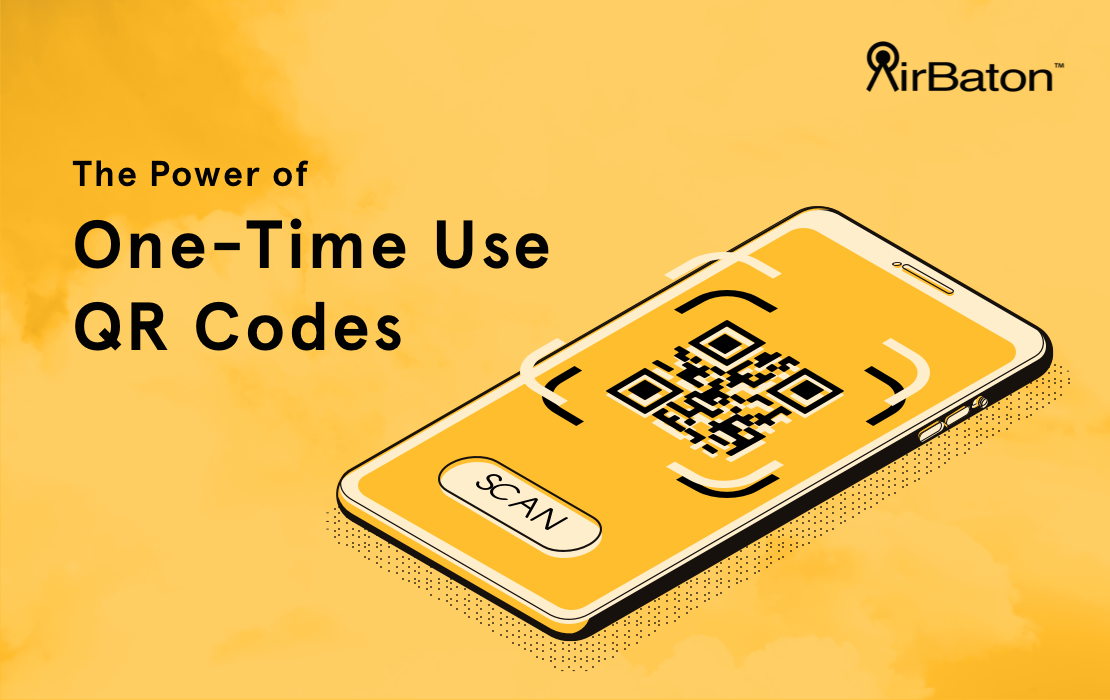 AirBaton™
The Power of
One-Time Use
QR Codes
SCAN